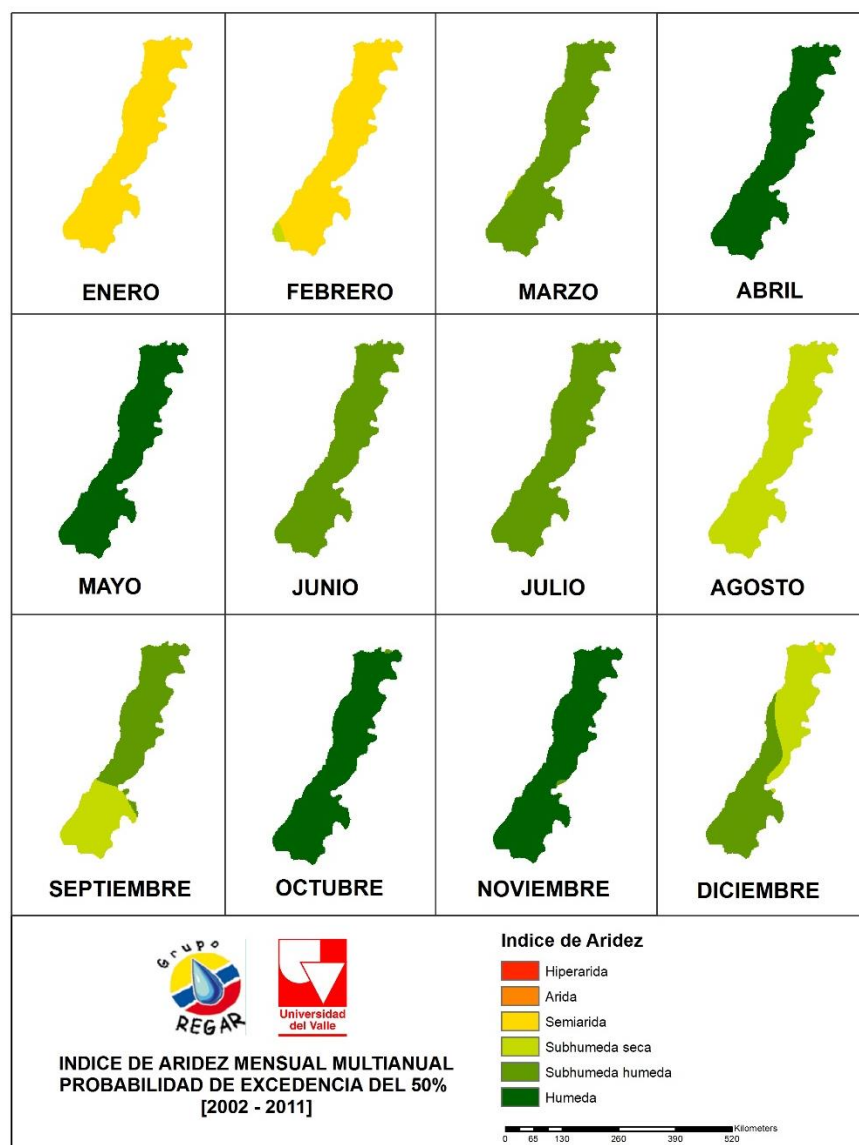 ENERO
FEBRERO
MARZO
ABRIL
MAYO
JUNIO
JULIO
AGOSTO
SEPTIEMBRE
OCTUBRE
NOVIEMBRE
DICIEMBRE
Grupo
REGAR
Universidad
del Valle
INDICE DE ARIDEZ MENSUAL MULTIANUAL
PROBABILIDAD DE EXCEDENCIA DEL 50%
[2002 - 2011]
Indice de Aridez
Hiperarida
Arida
Semiarida
Subhumeda seca
Subhumeda humeda
Humeda
Kilometers
0 65 130 260 390 520